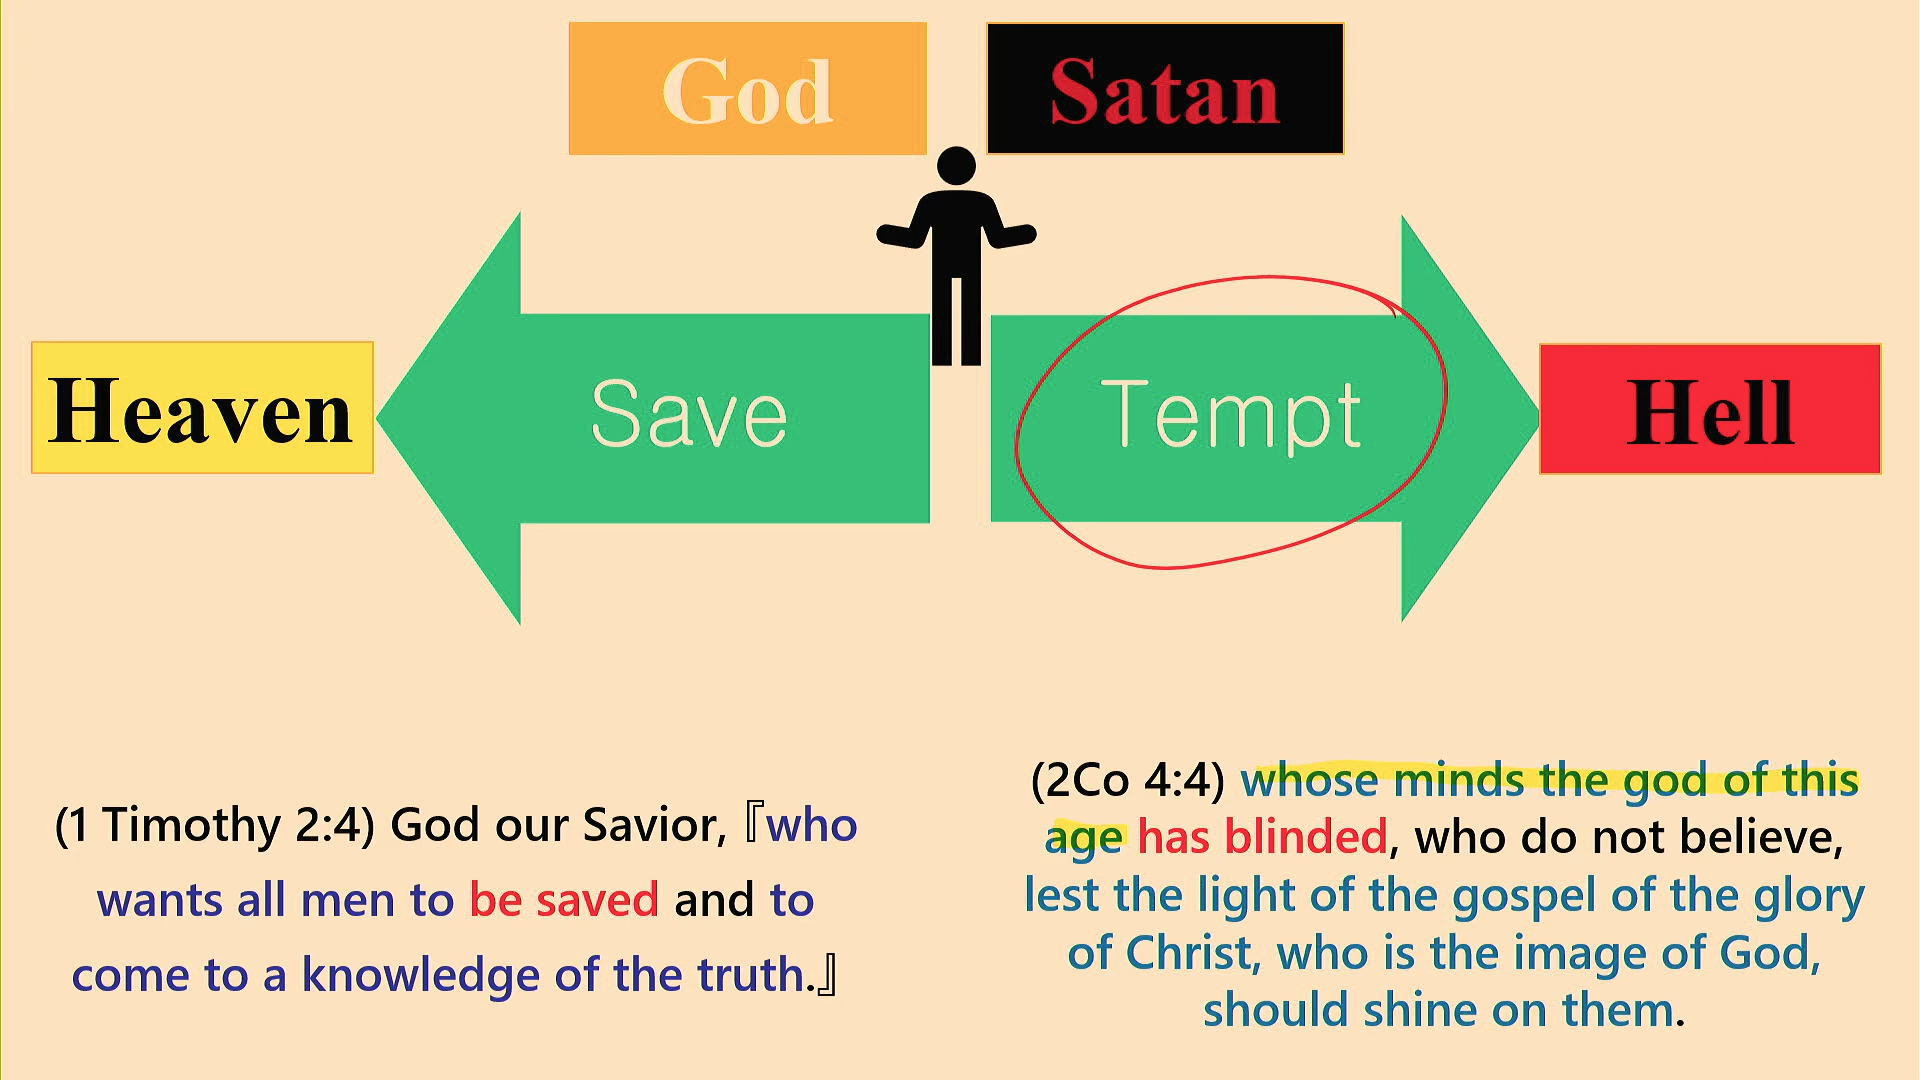 God
Satan
Heaven
Save
Tempt
Hell
(1 Timothy 2:4) God our Savior, 『who
wants all men to be saved and to
come to a knowledge of the truth.』
(2Co 4:4) whose minds the god of this
age has blinded, who do not believe,
lest the light of the gospel of the glory
of Christ, who is the image of God,
should shine on them.